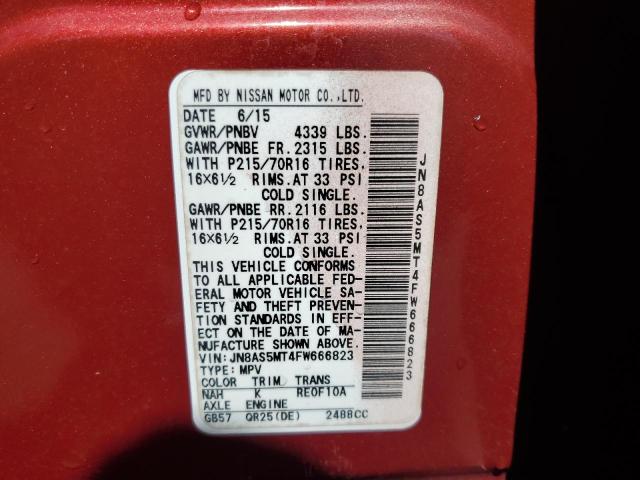 MFD BY NISSAN MOTOR CO.,LTD.
DATE 6/15
GVWR/PNBV 4339 LBS.
GAWR/PNBE FR. 2315 LBS.
WITH P215/70R16 TIRES.
16X6½ RIMS. AT 33 PSI
COLD SINGLE.
GAWR/PNBE RR. 2116 LBS.
WITH P215/70R16 TIRES.
16X6½ RIMS. AT 33 PSI
COLD SINGLE.
THIS VEHICLE CONFORMS
TO ALL APPLICABLE FED-
ERAL MOTOR VEHICLE SA-
FETY AND THEFT PREVEN-
TION STANDARDS IN EFF-
ECT ON THE DATE OF MA-
NUFACTURE SHOWN ABOVE.
VIN: JN8AS5MT4FW666823
TYPE: MPV
COLOR TRIM TRANS
NAH K RE0F10A
AXLE ENGINE
GB57 QR25(DE) 2488CC
JN8AS5MT4FW666823